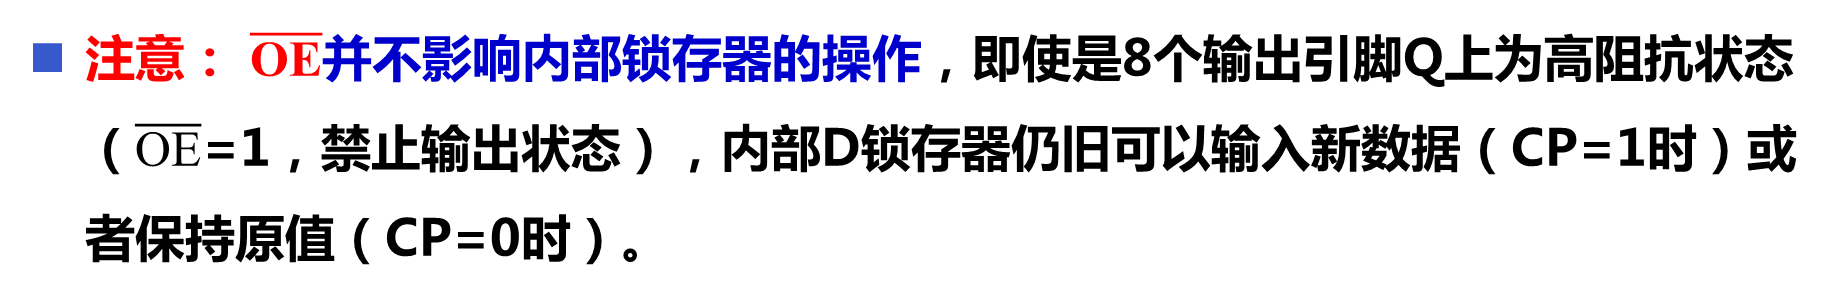 ■ 注意： O̅E̅并不影响内部锁存器的操作，即使是8个输出引脚Q上为高阻抗状态
（O̅E̅=1，禁止输出状态），内部D锁存器仍旧可以输入新数据（CP=1时）或
者保持原值（CP=0时）。